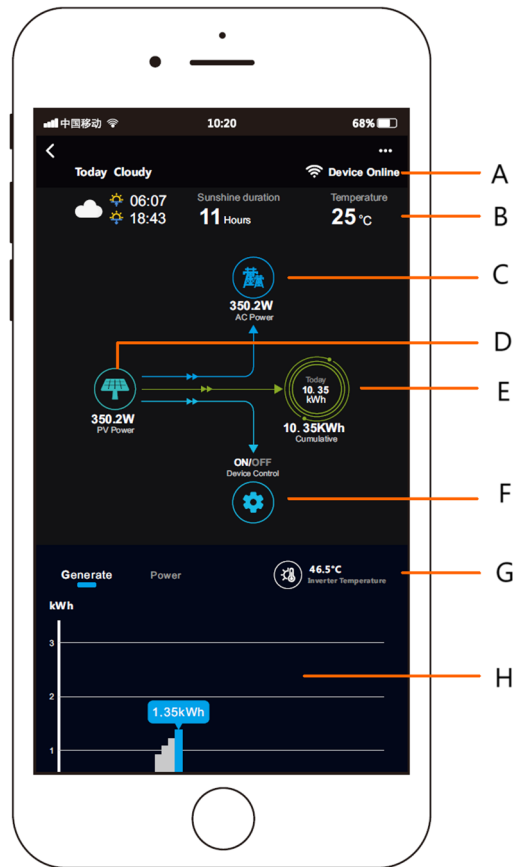 中国移动 10:20 68%
Today Cloudy Device Online A
06:07 Sunshine duration Temperature
18:43 11 Hours 25 °C B
C
350.2W
AC Power
D
Today
10. 35
kWh
E
350.2W
PV Power
10. 35KWh
Cumulative
ON/OFF
Device Control
F
Generate Power 46.5°C
Inverter Temperature G
kWh
3
H
2
1.35kWh
1